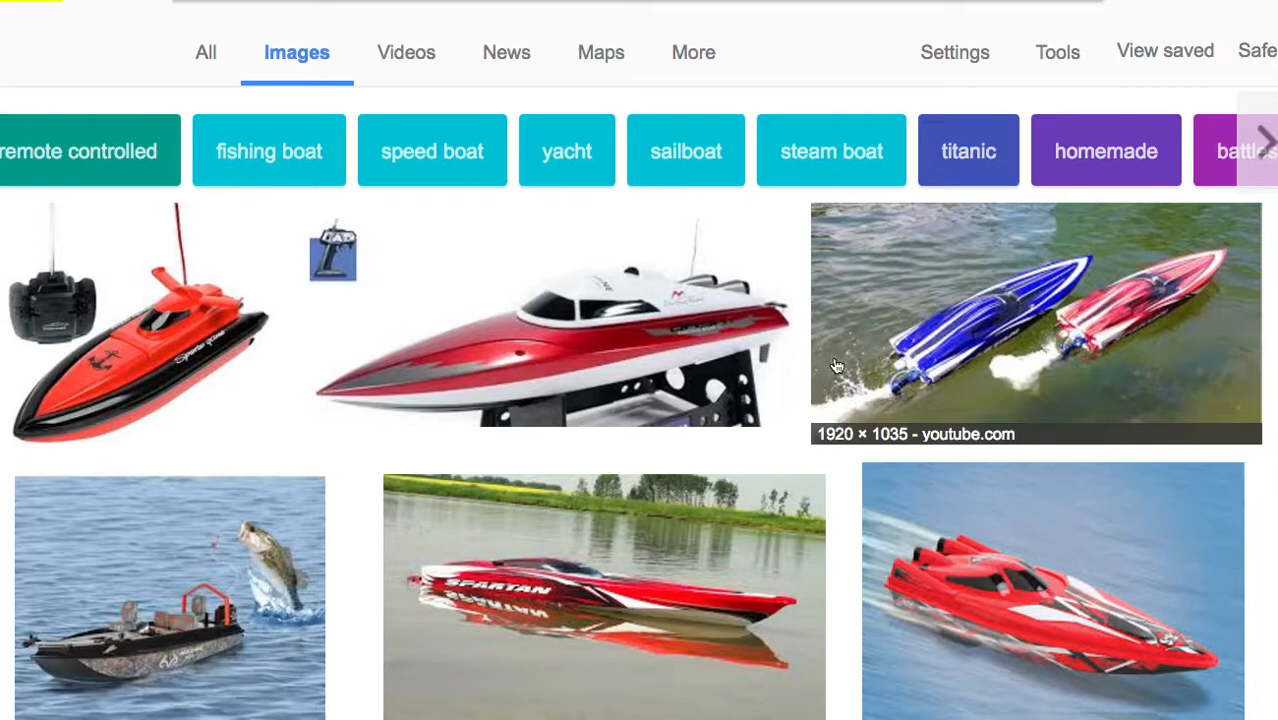 All Images Videos News Maps More Settings Tools View saved Safe
remote controlled fishing boat speed boat yacht sailboat steam boat titanic homemade battles
1920 × 1035 - youtube.com
SPARTAN